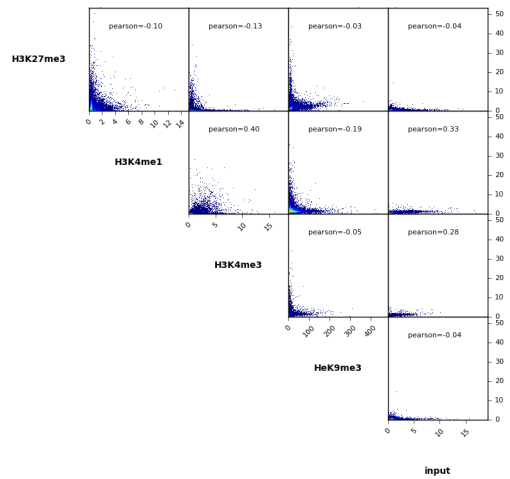 pearson=-0.10 pearson=-0.13 pearson=-0.03 pearson=-0.04 50
40
30
H3K27me3
20
10
0
0 2 4 6 8 10 12 14
pearson=0.40 pearson=-0.19 pearson=0.33 50
40
H3K4me1
30
20
10
0
0 5 10 15
pearson=-0.05 pearson=0.28 50
40
H3K4me3
30
20
10
0
0 100 200 300 400
pearson=-0.04 50
40
HeK9me3
30
20
10
0
0 5 10 15
input